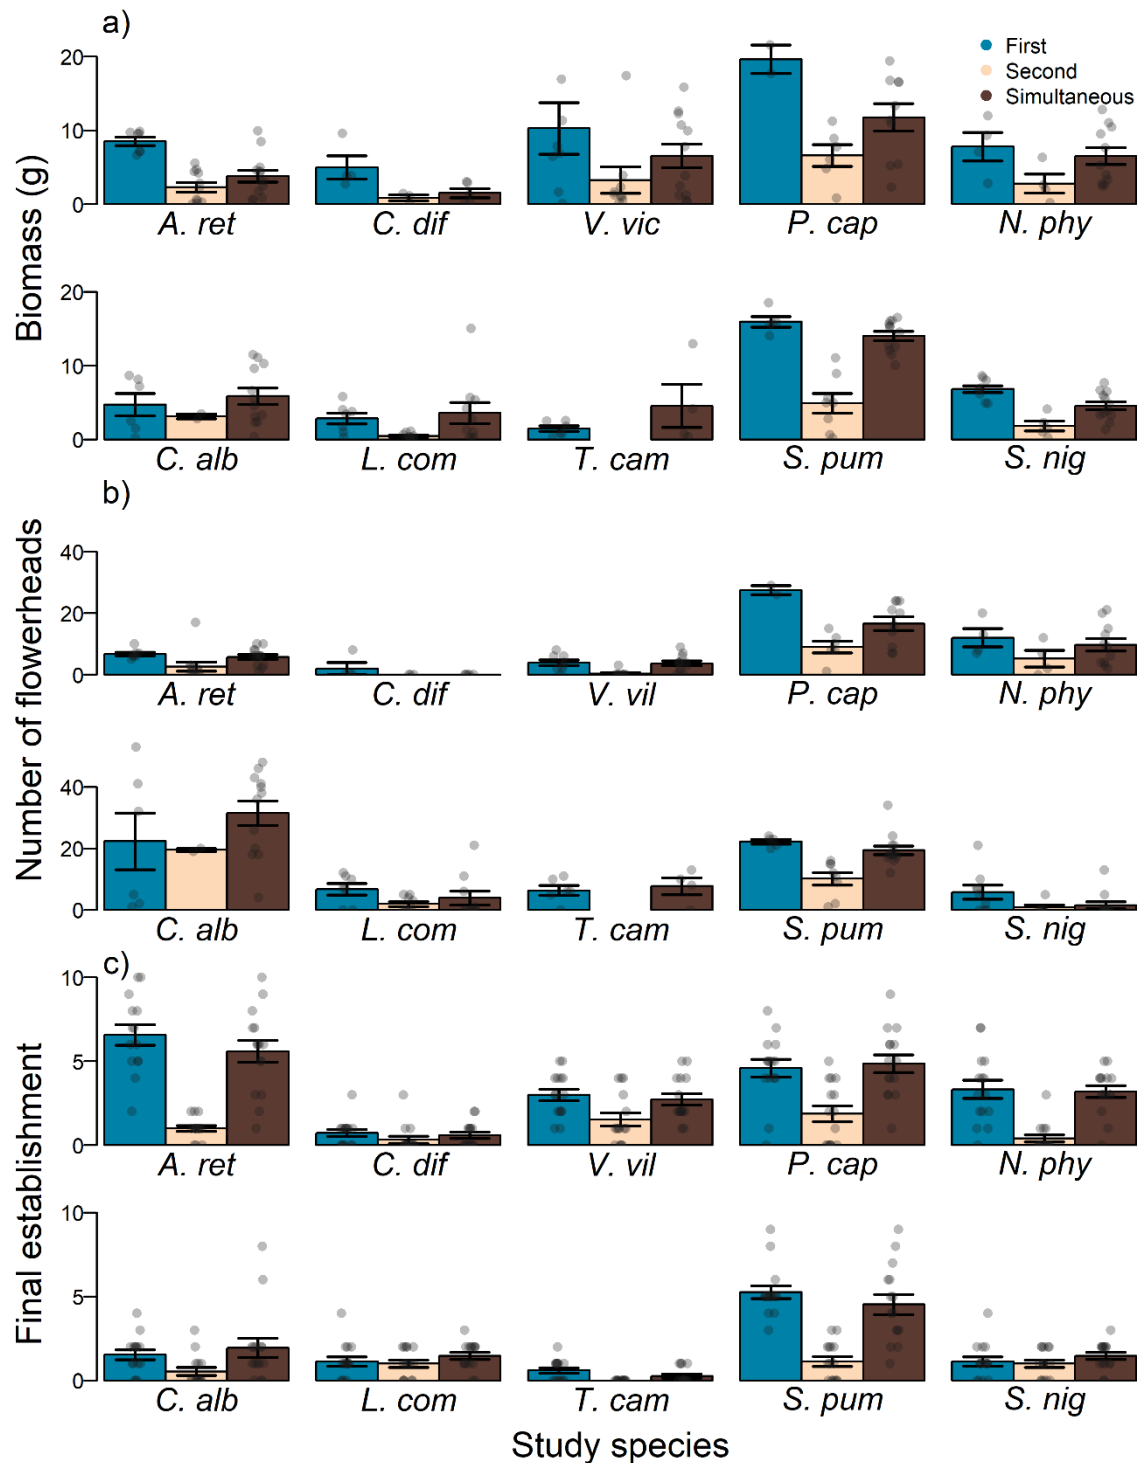 a)
First
Second
Simultaneous
Biomass (g)
20
10
0
A. ret C. dif V. vic P. cap N. phy
20
10
0
C. alb L. com T. cam S. pum S. nig
b)
Number of flowerheads
40
20
0
A. ret C. dif V. vil P. cap N. phy
40
20
0
C. alb L. com T. cam S. pum S. nig
c)
Final establishment
10
5
0
A. ret C. dif V. vil P. cap N. phy
10
5
0
C. alb L. com T. cam S. pum S. nig
Study species